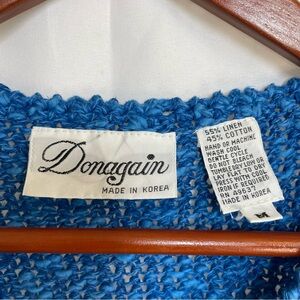 Donagain
MADE IN KOREA
55% LINEN
45% COTTON
HAND OR MACHINE
WASH COOL
GENTLE CYCLE
DO NOT BLEACH
TUMBLE LOW OR
LAY FLAT TO DRY
PRESS WITH COOL
IRON IF REQUIRED
RN 49637
MADE IN KOREA
M